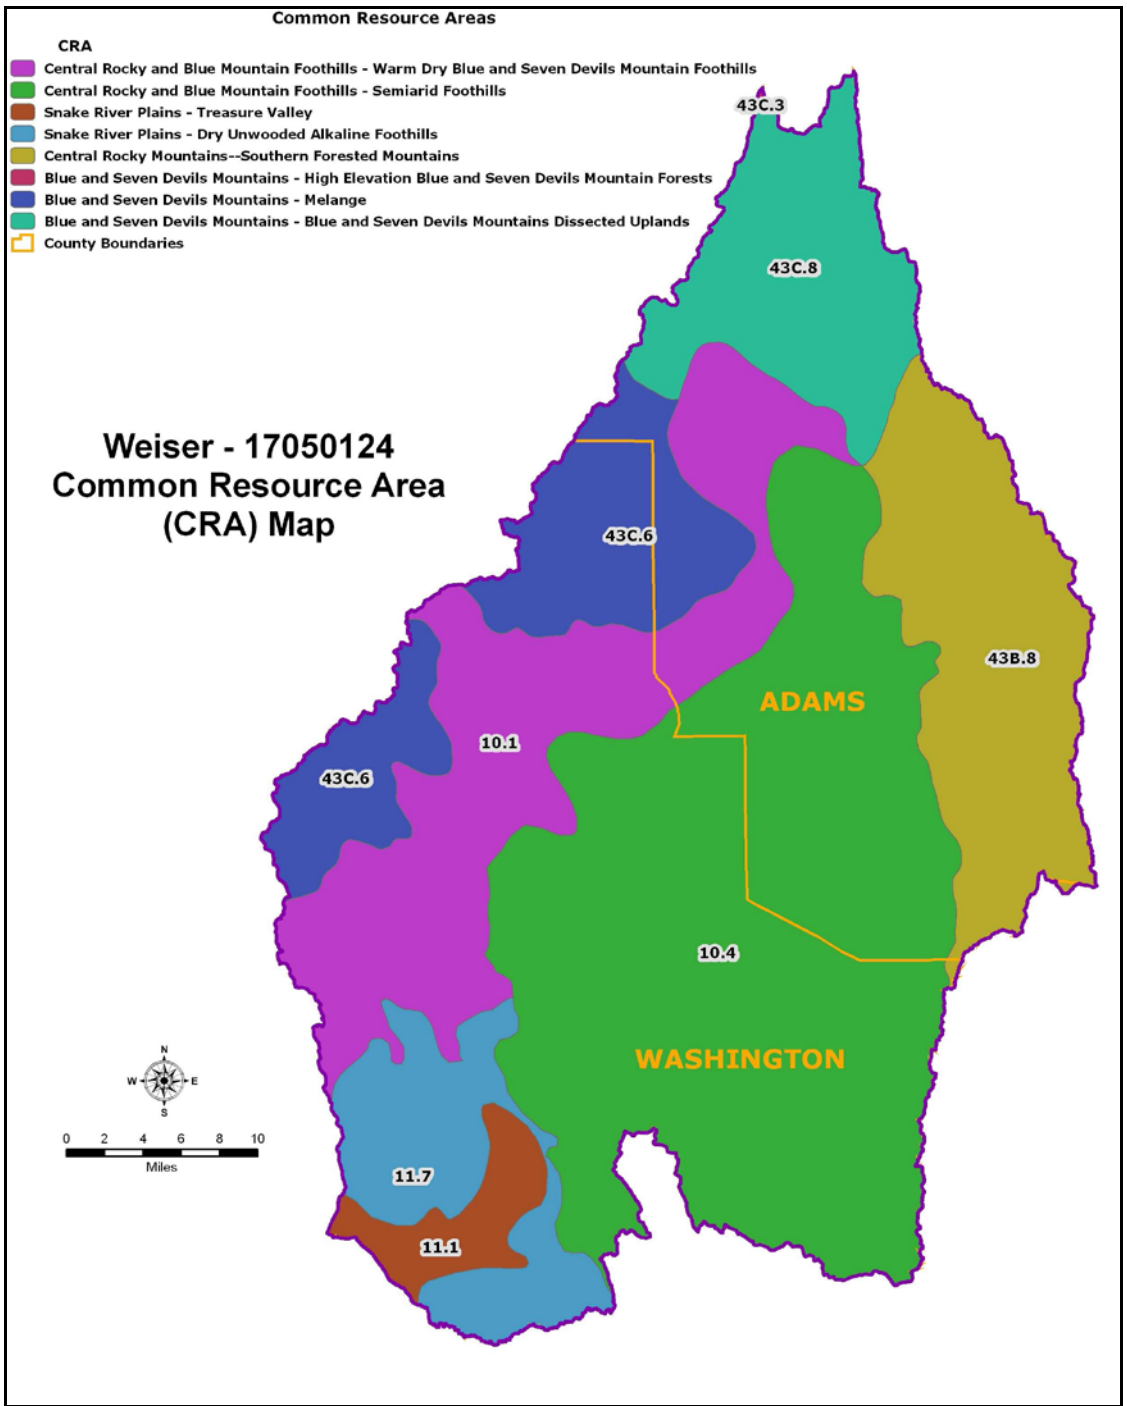 Common Resource Areas
CRA
Central Rocky and Blue Mountain Foothills - Warm Dry Blue and Seven Devils Mountain Foothills
Central Rocky and Blue Mountain Foothills - Semiarid Foothills
Snake River Plains - Treasure Valley
Snake River Plains - Dry Unwooded Alkaline Foothills
Central Rocky Mountains--Southern Forested Mountains
Blue and Seven Devils Mountains - High Elevation Blue and Seven Devils Mountain Forests
Blue and Seven Devils Mountains - Melange
Blue and Seven Devils Mountains - Blue and Seven Devils Mountains Dissected Uplands
County Boundaries
43C.3
43C.8
Weiser - 17050124
Common Resource Area
(CRA) Map
43C.6
43B.8
ADAMS
10.1
43C.6
10.4
WASHINGTON
N
W E
S
0 2 4 6 8 10
Miles
11.7
11.1